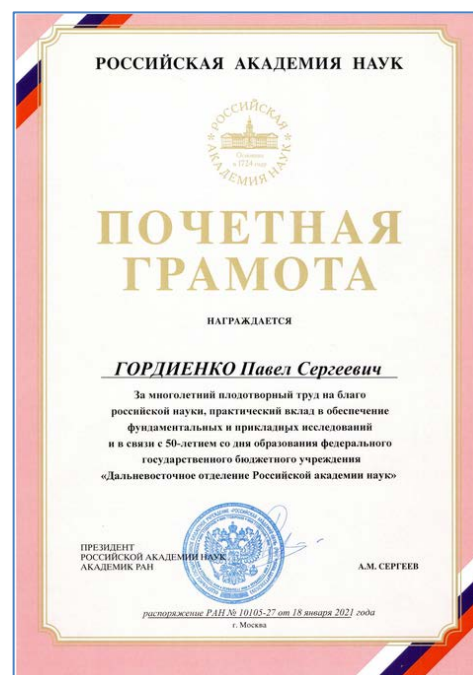 РОССИЙСКАЯ АКАДЕМИЯ НАУК
РОССИЙСКАЯ
АКАДЕМИЯ НАУК
Основана
в 1724 году
ПОЧЕТНАЯ
ГРАМОТА
НАГРАЖДАЕТСЯ
ГОРДИЕНКО Павел Сергеевич
За многолетний плодотворный труд на благо
российской науки, практический вклад в обеспечение
фундаментальных и прикладных исследований
и в связи с 50-летием со дня образования федерального
государственного бюджетного учреждения
«Дальневосточное отделение Российской академии наук»
ПРЕЗИДЕНТ
РОССИЙСКОЙ АКАДЕМИИ НАУК
АКАДЕМИК РАН
А.М. СЕРГЕЕВ
распоряжение РАН № 10105-27 от 18 января 2021 года
г. Москва